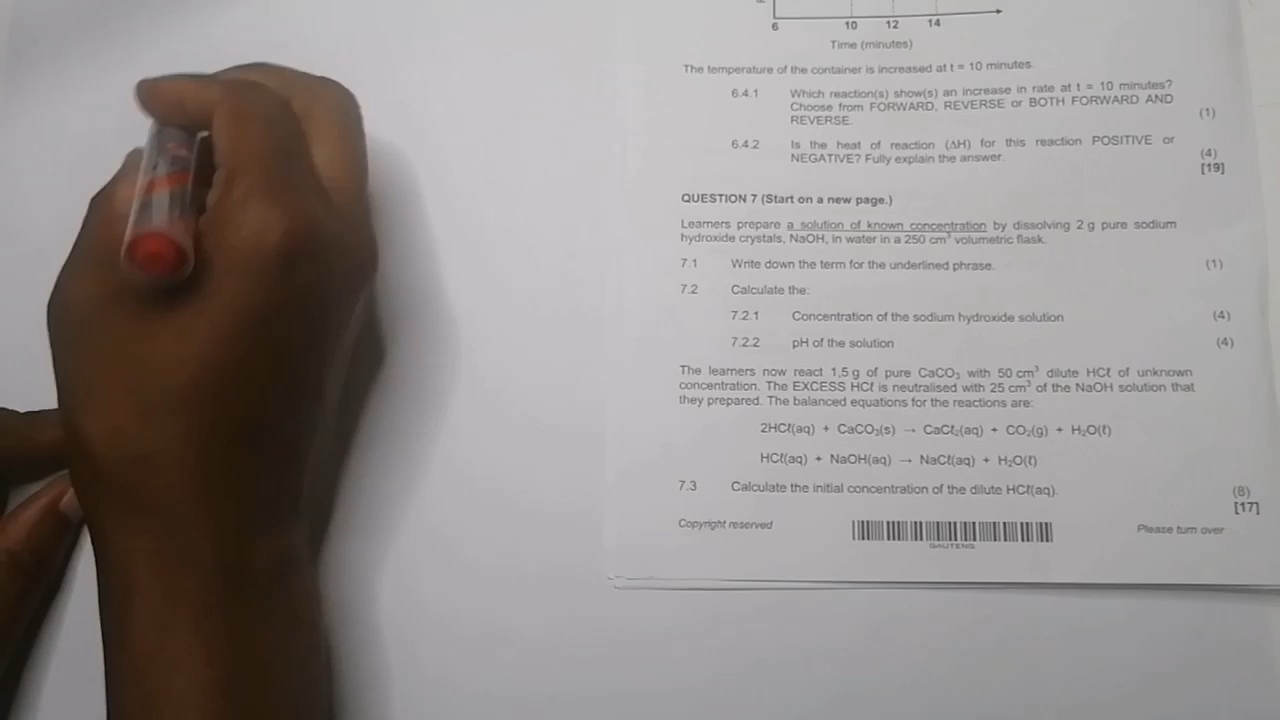 6 10 12 14
Time (minutes)
The temperature of the container is increased at t = 10 minutes.
6.4.1 Which reaction(s) show(s) an increase in rate at t = 10 minutes?
Choose from FORWARD, REVERSE or BOTH FORWARD AND
REVERSE. (1)
6.4.2 Is the heat of reaction (ΔH) for this reaction POSITIVE or
NEGATIVE? Fully explain the answer. (4)
[19]
QUESTION 7 (Start on a new page.)
Learners prepare a solution of known concentration by dissolving 2 g pure sodium
hydroxide crystals, NaOH, in water in a 250 cm³ volumetric flask.
7.1 Write down the term for the underlined phrase. (1)
7.2 Calculate the:
7.2.1 Concentration of the sodium hydroxide solution (4)
7.2.2 pH of the solution (4)
The learners now react 1,5 g of pure CaCO₃ with 50 cm³ dilute HCℓ of unknown
concentration. The EXCESS HCℓ is neutralised with 25 cm³ of the NaOH solution that
they prepared. The balanced equations for the reactions are:
2HCℓ(aq) + CaCO₃(s) → CaCℓ₂(aq) + CO₂(g) + H₂O(ℓ)
HCℓ(aq) + NaOH(aq) → NaCℓ(aq) + H₂O(ℓ)
7.3 Calculate the initial concentration of the dilute HCℓ(aq). (8)
[17]
Copyright reserved Please turn over
GAUTENG